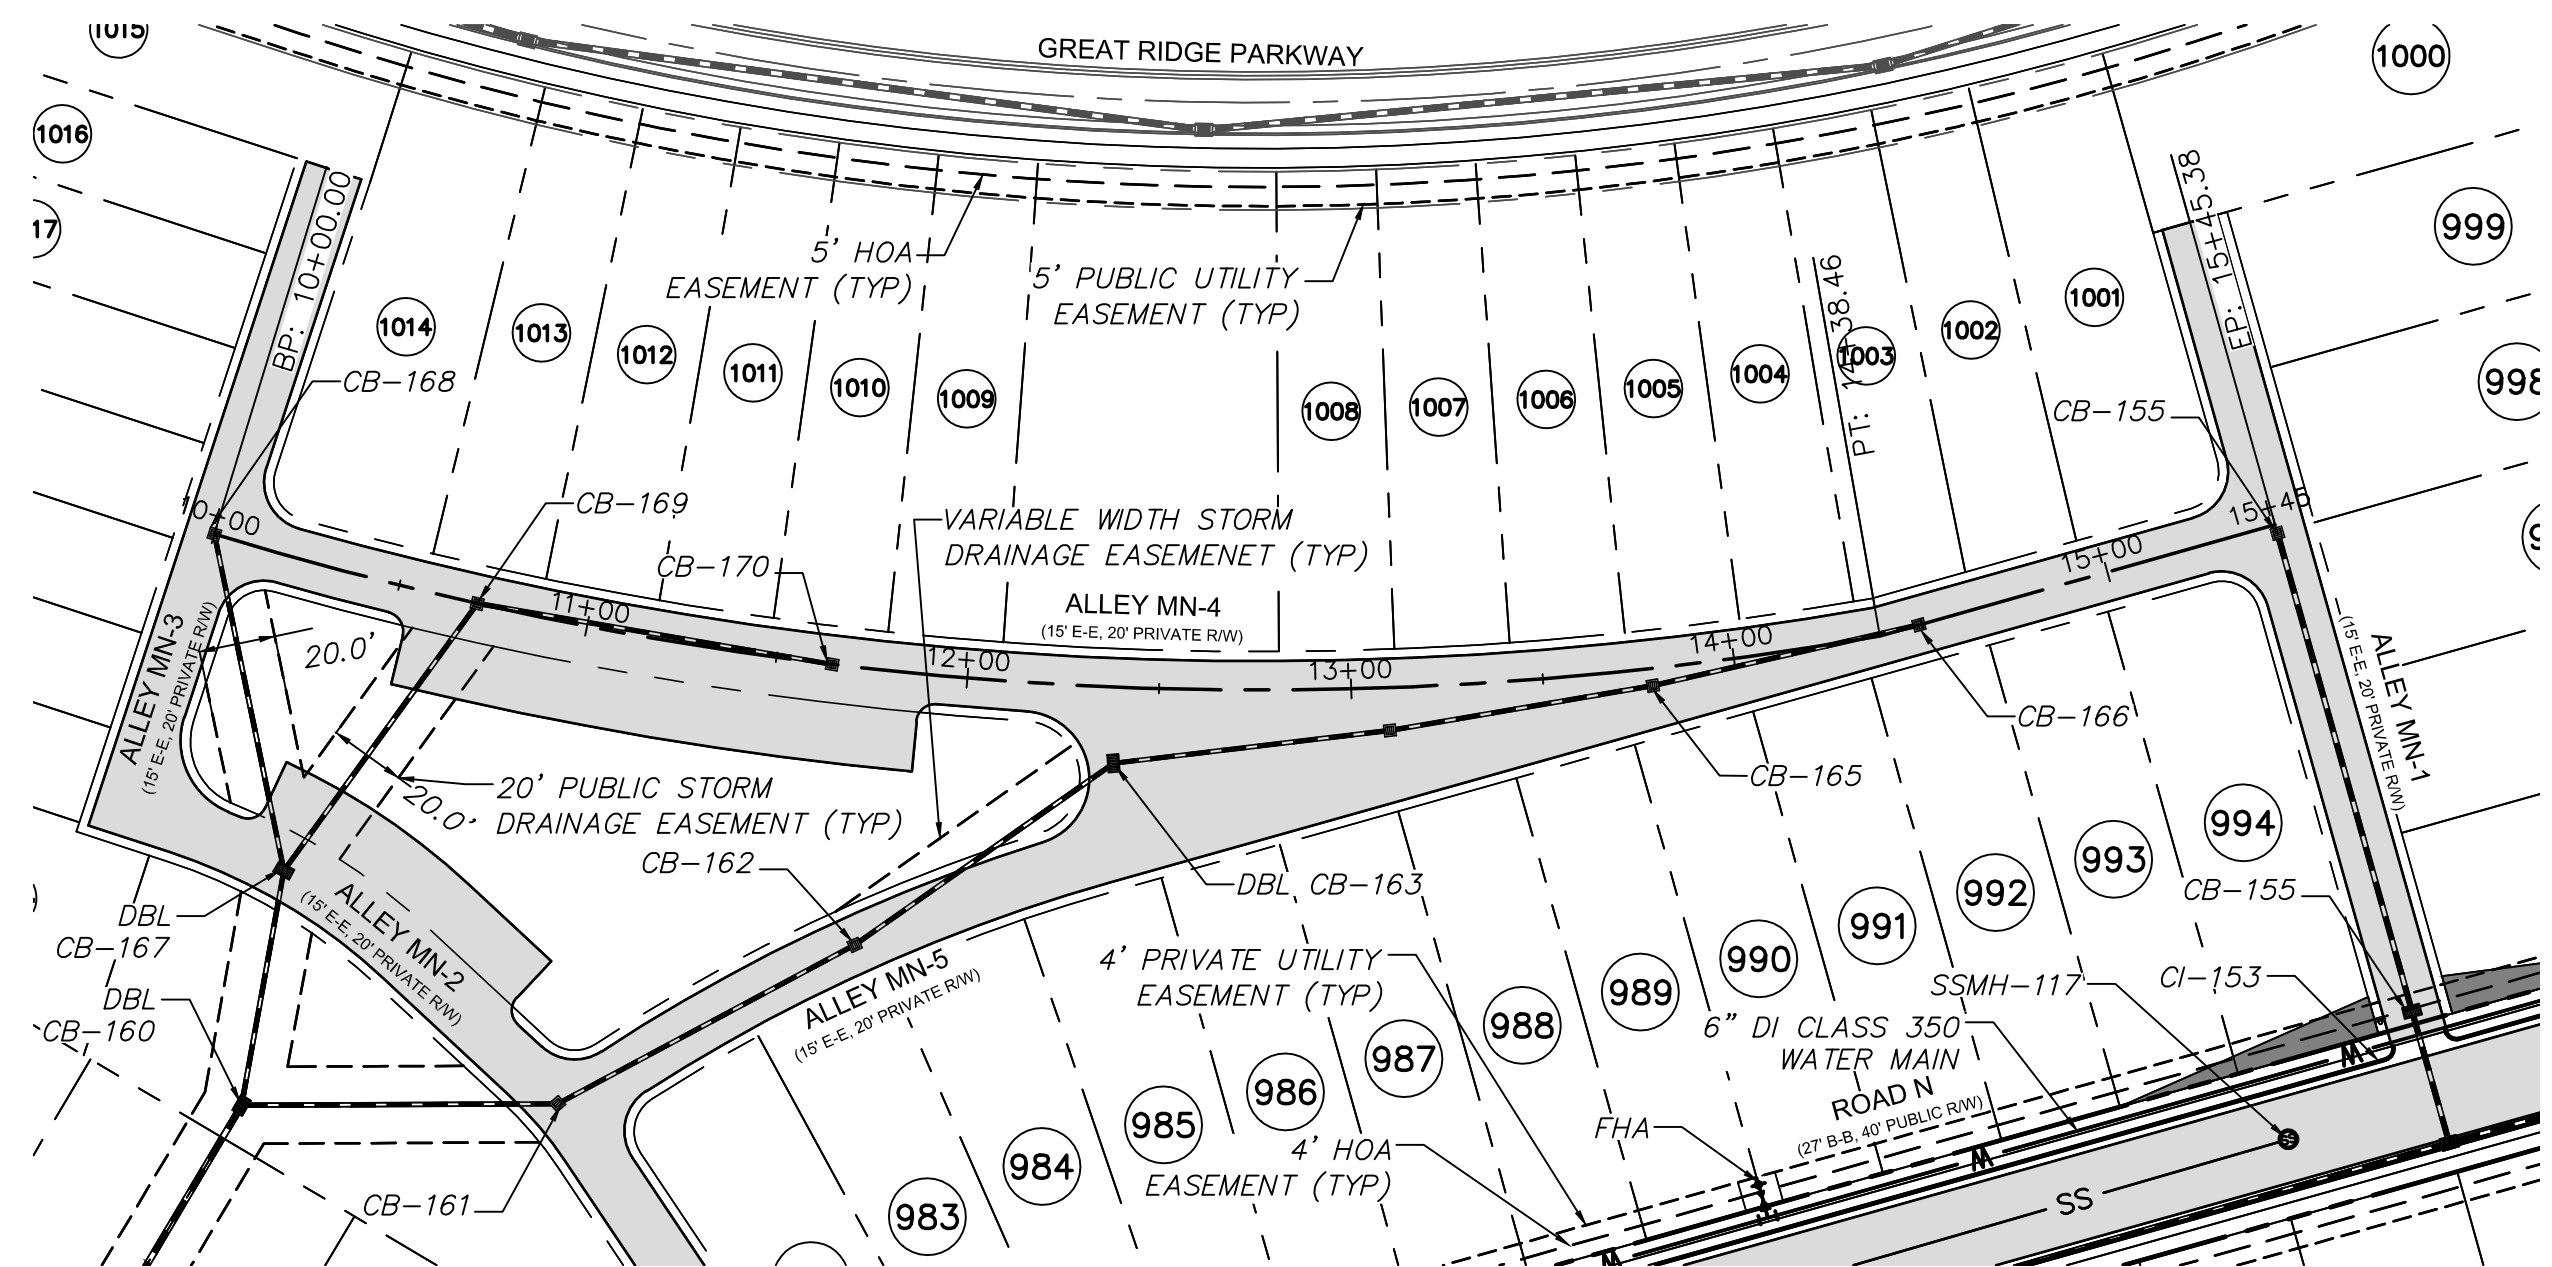 1015
GREAT RIDGE PARKWAY
1000
1016
999
BP: 10+00.00
EP: 15+45.38
5' HOA
EASEMENT (TYP)
5' PUBLIC UTILITY
EASEMENT (TYP)
PT: 14+38.46
1014
1013
1012
1011
1010
1009
1008
1007
1006
1005
1004
1003
1002
1001
998
CB-168
CB-155
CB-169
10+00
15+45
VARIABLE WIDTH STORM
DRAINAGE EASEMENET (TYP)
CB-170
15+00
11+00
ALLEY MN-4
(15' E-E, 20' PRIVATE R/W)
14+00
12+00
13+00
20.0'
ALLEY MN-3
(15' E-E, 20' PRIVATE R/W)
ALLEY MN-1
(15' E-E, 20' PRIVATE R/W)
CB-166
CB-165
20' PUBLIC STORM
DRAINAGE EASEMENT (TYP)
20.0'
CB-162
DBL CB-163
994
993
992
991
990
989
988
987
986
985
984
983
CB-155
DBL
CB-167
ALLEY MN-2
(15' E-E, 20' PRIVATE R/W)
ALLEY MN-5
(15' E-E, 20' PRIVATE R/W)
4' PRIVATE UTILITY
EASEMENT (TYP)
SSMH-117
CI-153
DBL
CB-160
6" DI CLASS 350
WATER MAIN
ROAD N
(27' B-B, 40' PUBLIC R/W)
FHA
4' HOA
EASEMENT (TYP)
CB-161
W
W
W
SS
SS